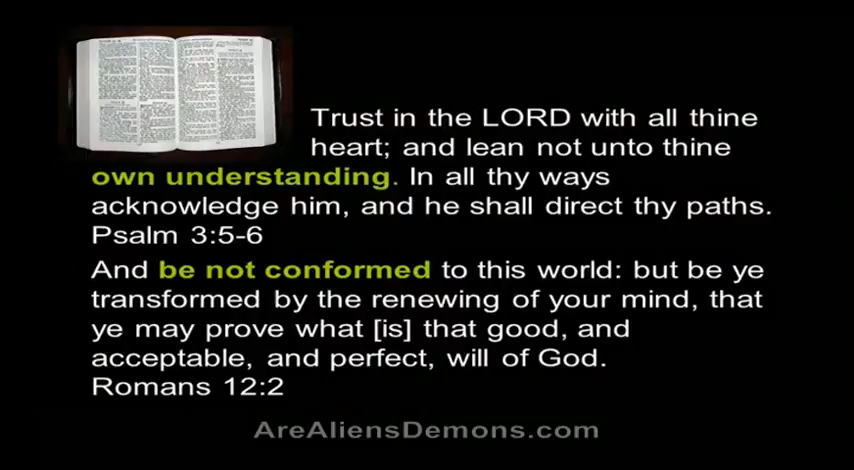 Trust in the LORD with all thine
heart; and lean not unto thine
own understanding. In all thy ways
acknowledge him, and he shall direct thy paths.
Psalm 3:5-6
And be not conformed to this world: but be ye
transformed by the renewing of your mind, that
ye may prove what [is] that good, and
acceptable, and perfect, will of God.
Romans 12:2
AreAliensDemons.com